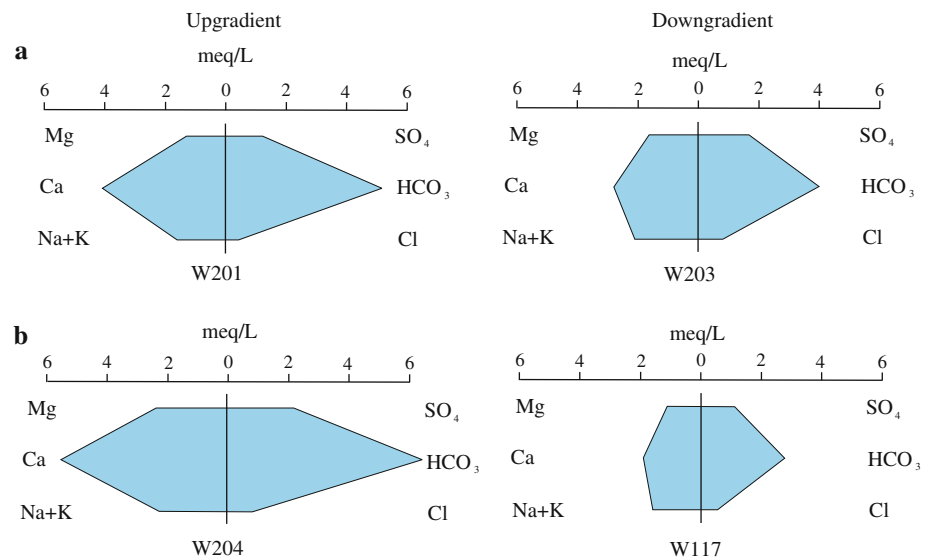 Upgradient Downgradient
a
meq/L meq/L
6 4 2 0 2 4 6 6 4 2 0 2 4 6
Mg SO₄ Mg SO₄
Ca HCO₃ Ca HCO₃
Na+K Cl Na+K Cl
W201 W203
b
meq/L meq/L
6 4 2 0 2 4 6 6 4 2 0 2 4 6
Mg SO₄ Mg SO₄
Ca HCO₃ Ca HCO₃
Na+K Cl Na+K Cl
W204 W117